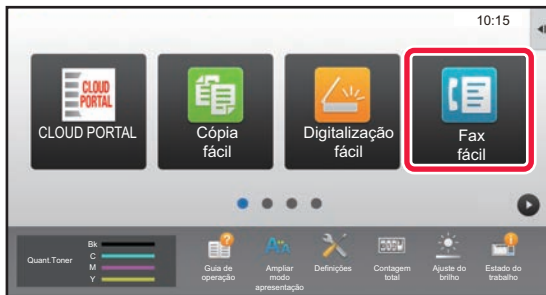 10:15
CLOUD
PORTAL
CLOUD PORTAL
Cópia
fácil
Digitalização
fácil
Fax
fácil
Quant.Toner
Bk
C
M
Y
Guia de
operação
Ampliar
modo
apresentação
Definições
Contagem
total
Ajuste do
brilho
Estado do
trabalho